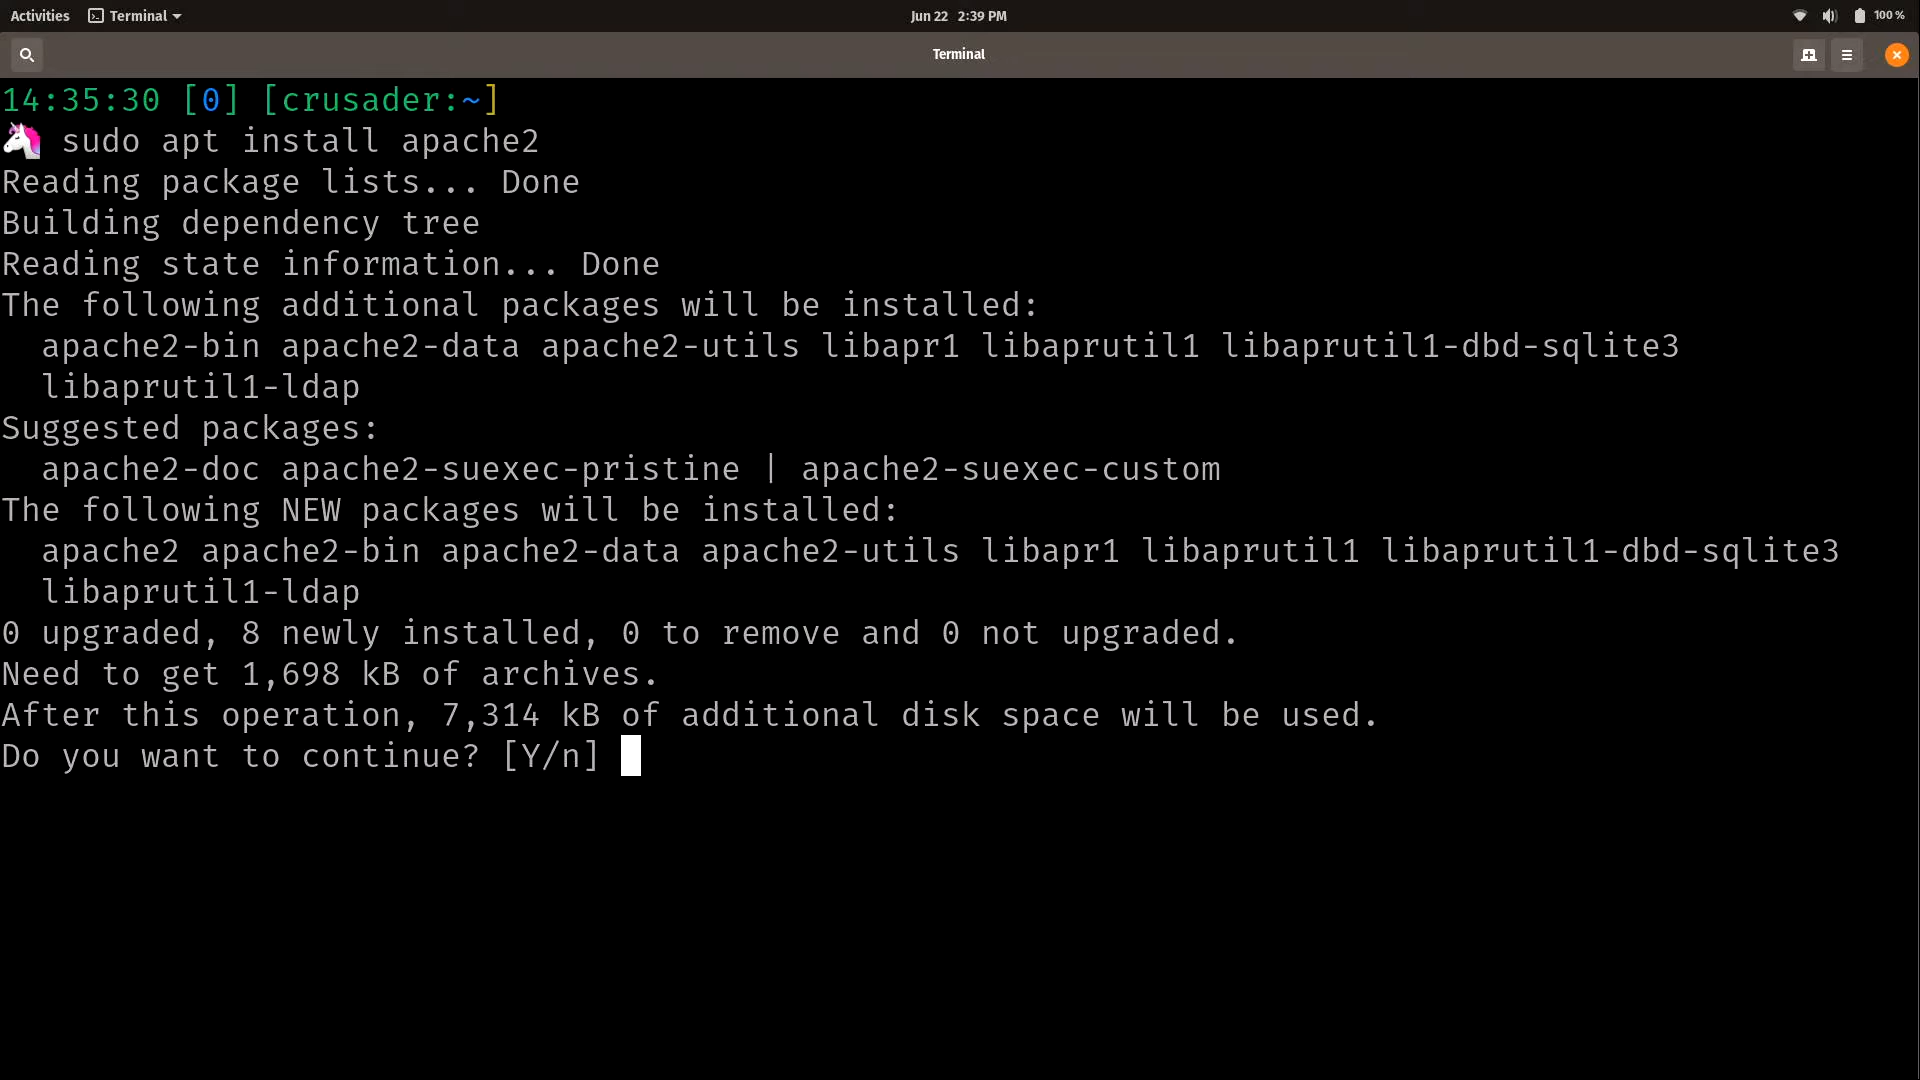 Activities Terminal Jun 22 2:39 PM 100 %
Terminal
14:35:30 [0] [crusader:~]
sudo apt install apache2
Reading package lists... Done
Building dependency tree
Reading state information... Done
The following additional packages will be installed:
  apache2-bin apache2-data apache2-utils libapr1 libaprutil1 libaprutil1-dbd-sqlite3
  libaprutil1-ldap
Suggested packages:
  apache2-doc apache2-suexec-pristine | apache2-suexec-custom
The following NEW packages will be installed:
  apache2 apache2-bin apache2-data apache2-utils libapr1 libaprutil1 libaprutil1-dbd-sqlite3
  libaprutil1-ldap
0 upgraded, 8 newly installed, 0 to remove and 0 not upgraded.
Need to get 1,698 kB of archives.
After this operation, 7,314 kB of additional disk space will be used.
Do you want to continue? [Y/n]